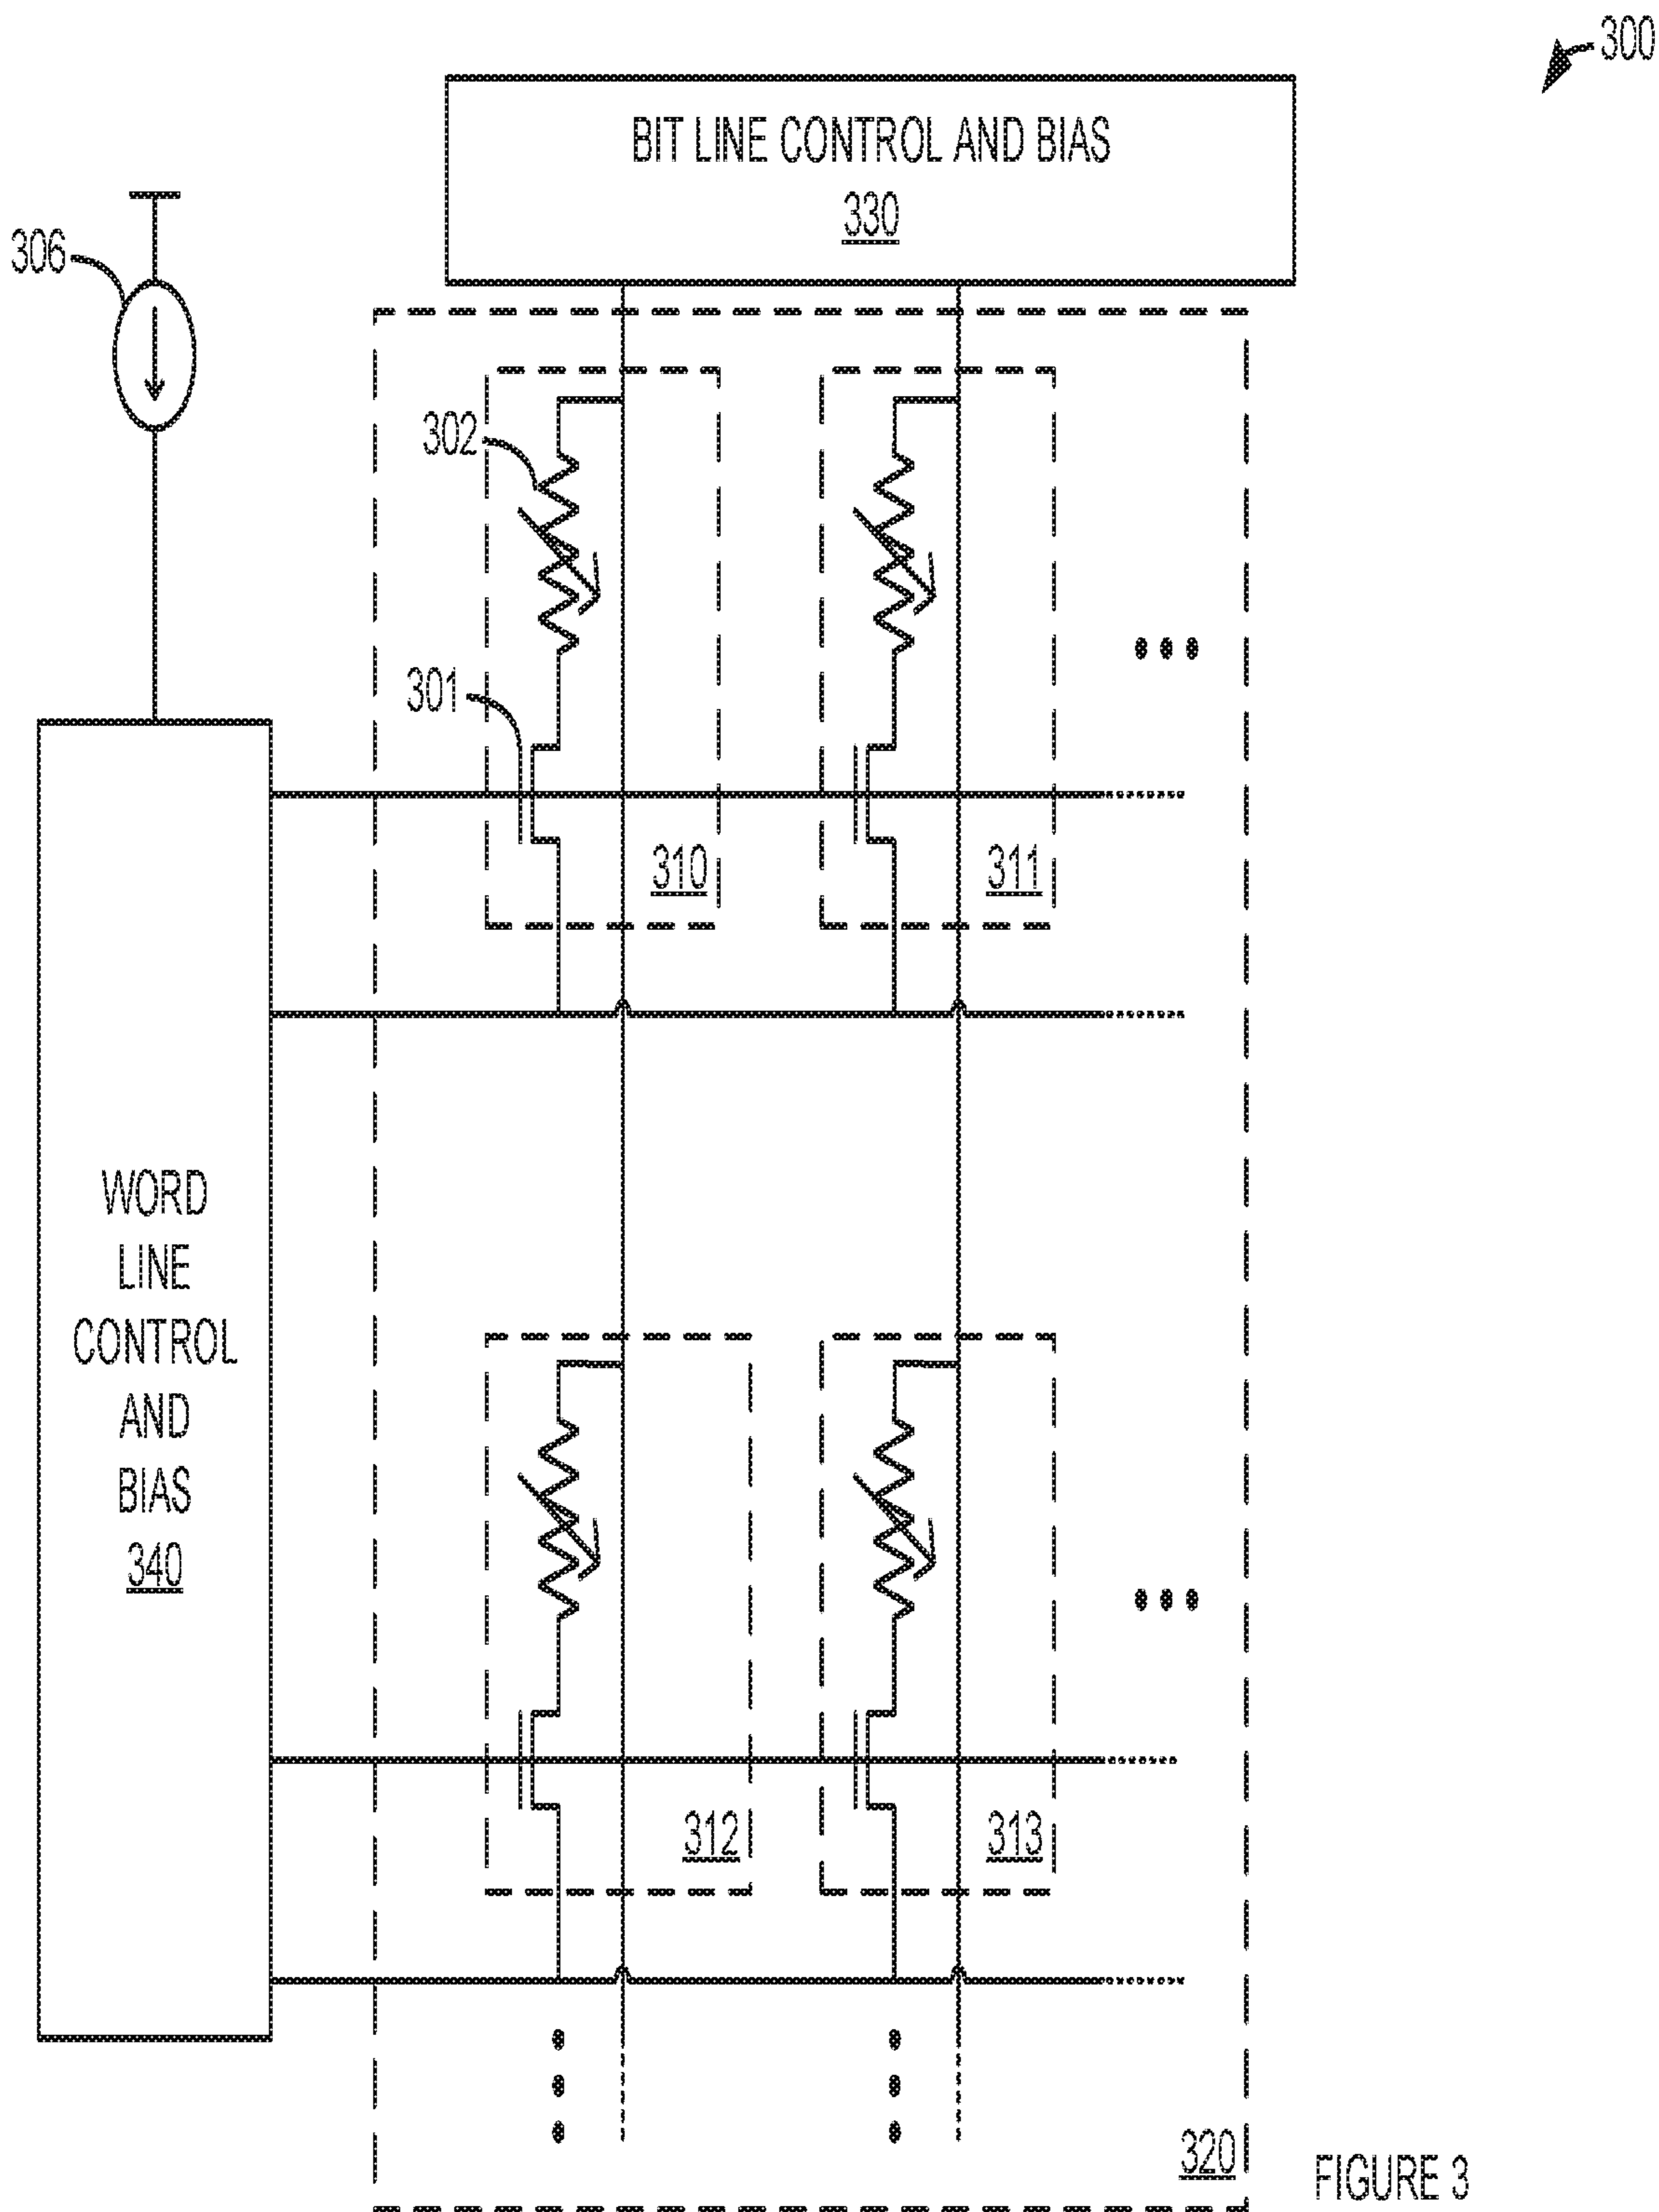 300
BIT LINE CONTROL AND BIAS
330
306
302
301
310
311
WORD
LINE
CONTROL
AND
BIAS
340
312
313
320
FIGURE 3